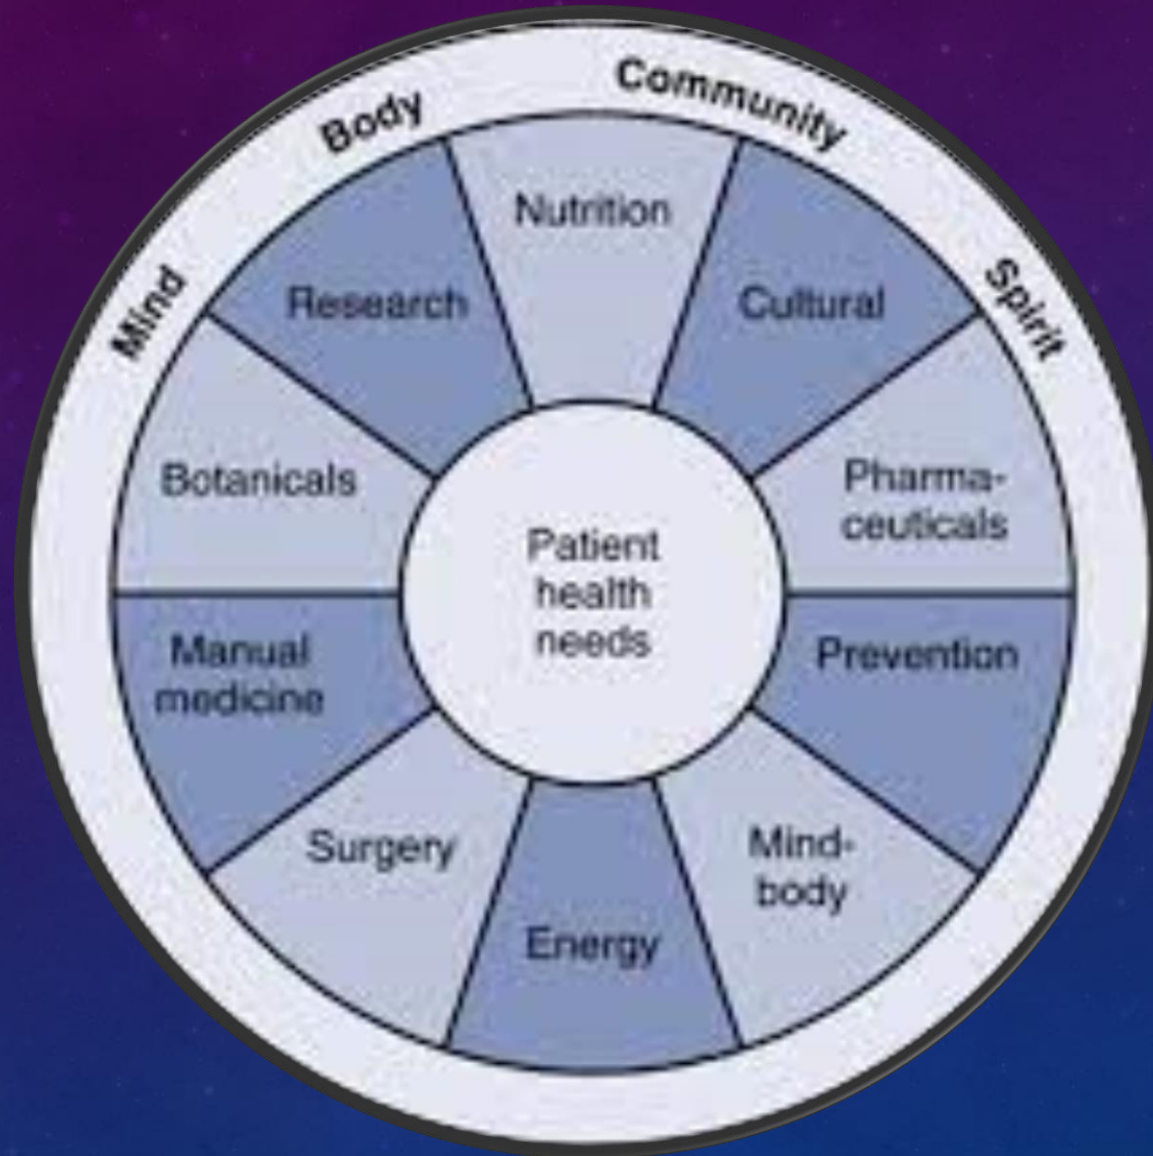 Mind
Body
Community
Spirit
Nutrition
Cultural
Pharma-
ceuticals
Prevention
Mind-
body
Energy
Surgery
Manual
medicine
Botanicals
Research
Patient
health
needs